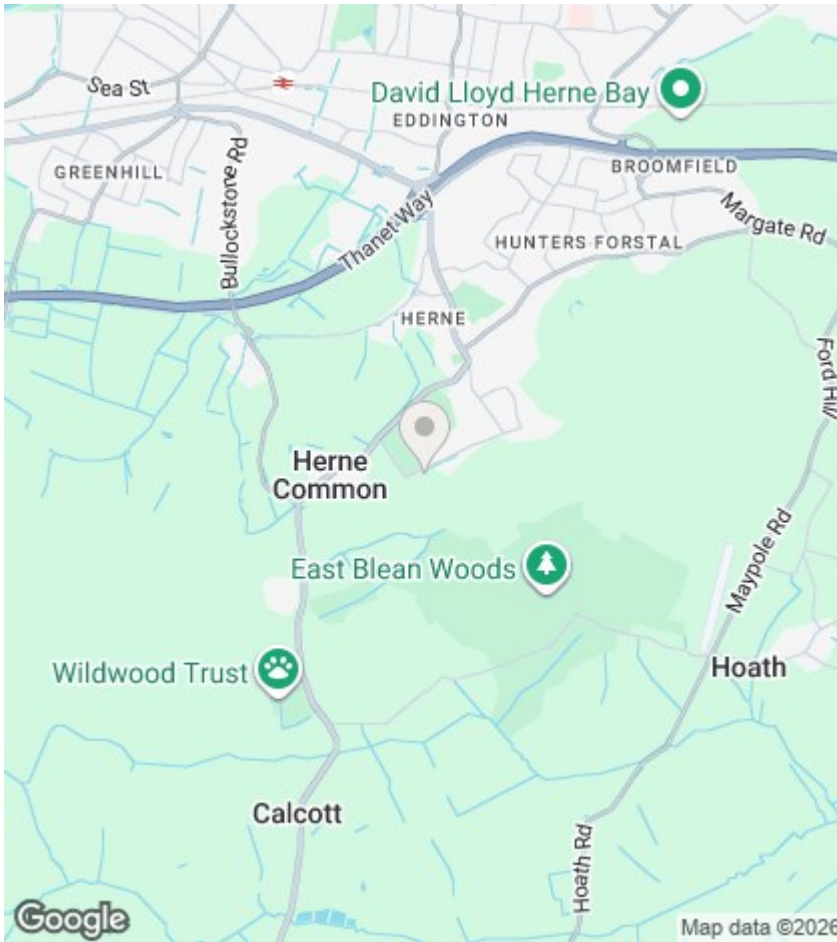 Sea St
David Lloyd Herne Bay
EDDINGTON
GREENHILL
BROOMFIELD
Bullockstone Rd
Thanet Way
Margate Rd
HUNTERS FORSTAL
HERNE
Ford Hill
Herne
Common
Maypole Rd
East Blean Woods
Wildwood Trust
Hoath
Calcott
Hoath Rd
Google
Map data ©2026